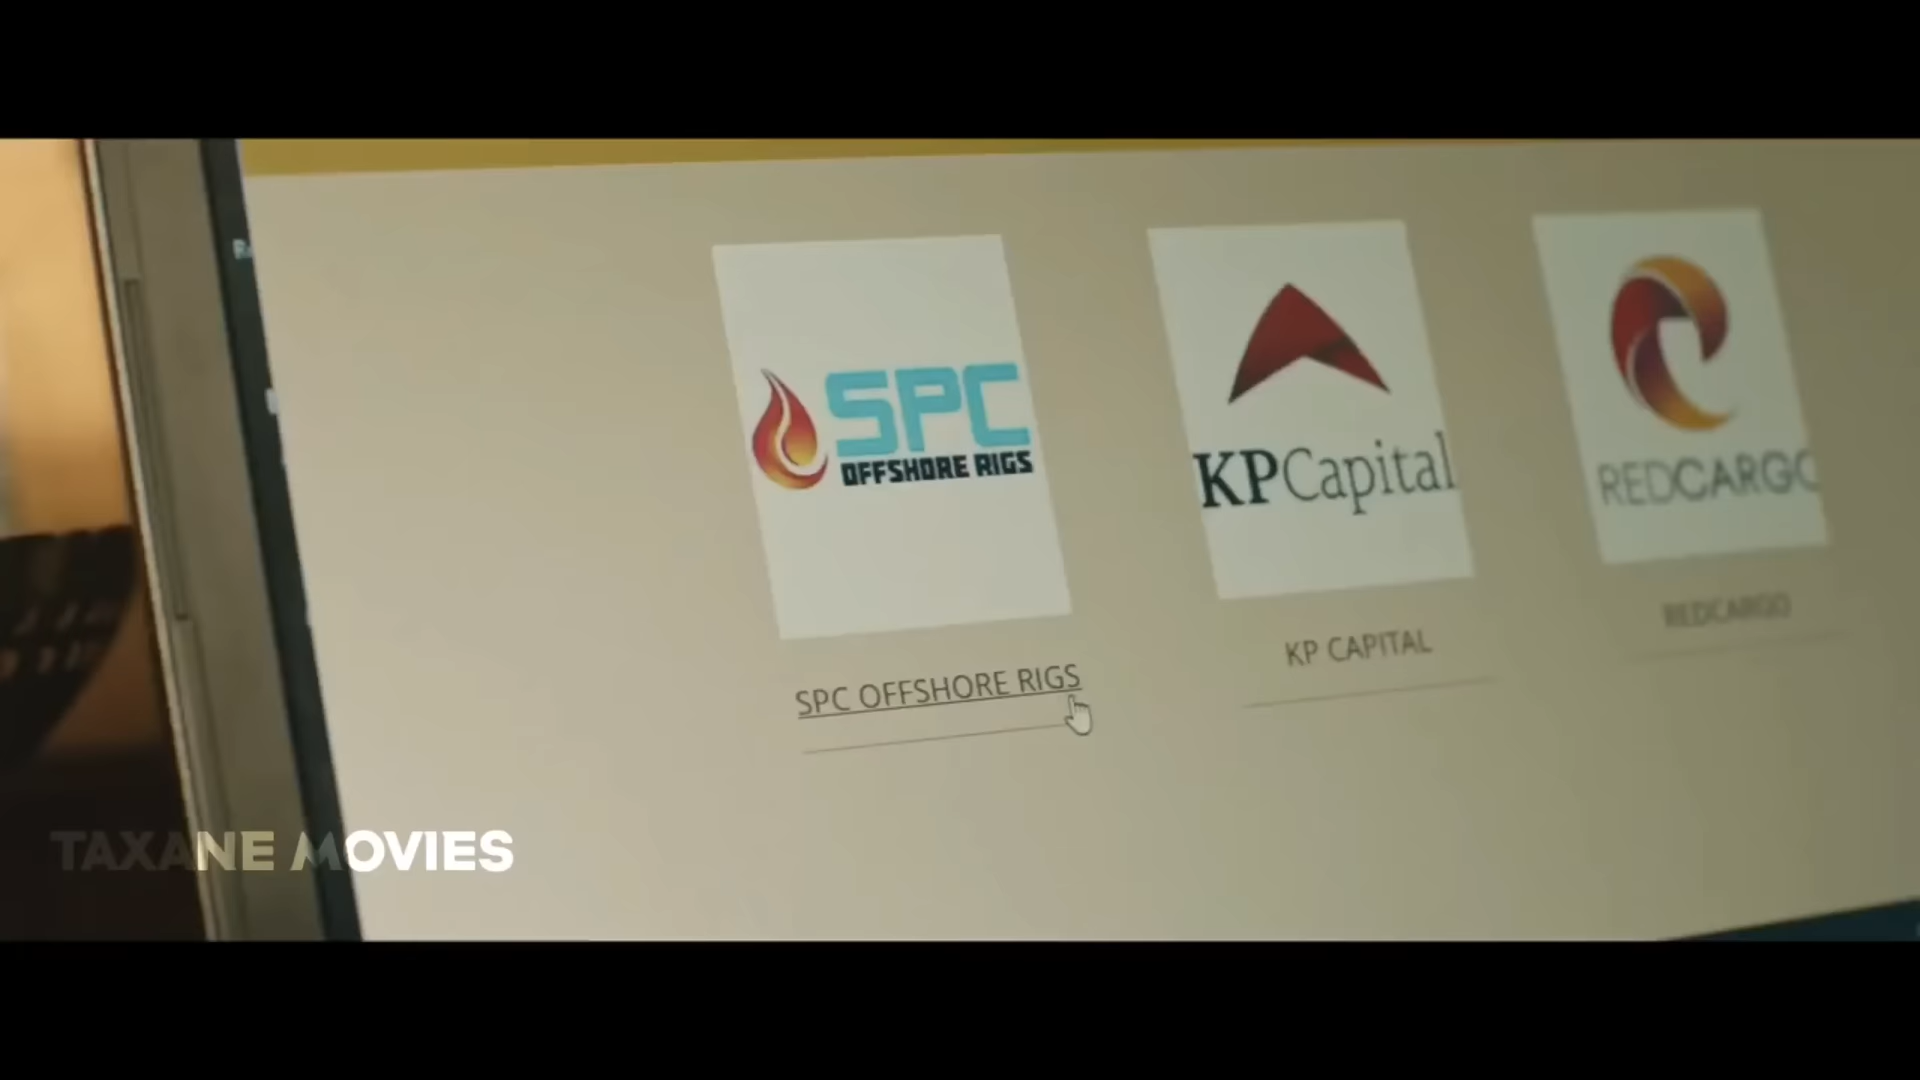 SPC
OFFSHORE RIGS
KPCapital
REDCARGO
SPC OFFSHORE RIGS
KP CAPITAL
REDCARGO
TAXANE MOVIES